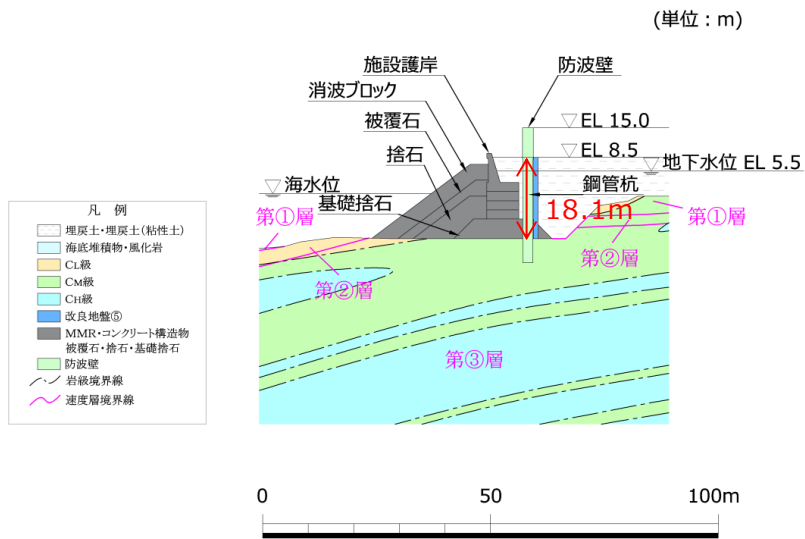 (単位：m)
施設護岸
防波壁
消波ブロック
EL 15.0
被覆石
EL 8.5
捨石
地下水位 EL 5.5
海水位
鋼管杭
基礎捨石
18.1m
第①層
第①層
第②層
第②層
第③層
凡 例
埋戻土・埋戻土(粘性土)
海底堆積物・風化岩
CL級
CM級
CH級
改良地盤⑤
MMR・コンクリート構造物
被覆石・捨石・基礎捨石
防波壁
岩級境界線
速度層境界線
0 50 100m